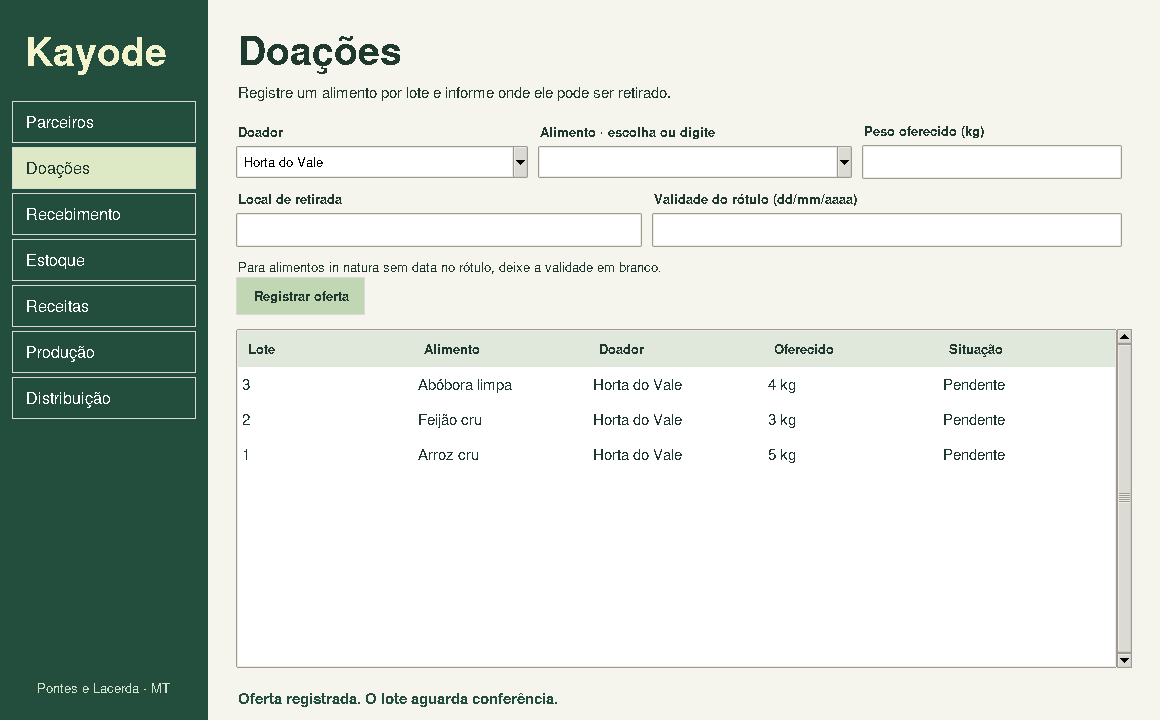 Kayode
Parceiros
Doações
Recebimento
Estoque
Receitas
Produção
Distribuição
Pontes e Lacerda - MT
Doações
Registre um alimento por lote e informe onde ele pode ser retirado.
Doador
Alimento · escolha ou digite
Peso oferecido (kg)
Horta do Vale
Local de retirada
Validade do rótulo (dd/mm/aaaa)
Para alimentos in natura sem data no rótulo, deixe a validade em branco.
Registrar oferta
Lote Alimento Doador Oferecido Situação
3 Abóbora limpa Horta do Vale 4 kg Pendente
2 Feijão cru Horta do Vale 3 kg Pendente
1 Arroz cru Horta do Vale 5 kg Pendente
Oferta registrada. O lote aguarda conferência.